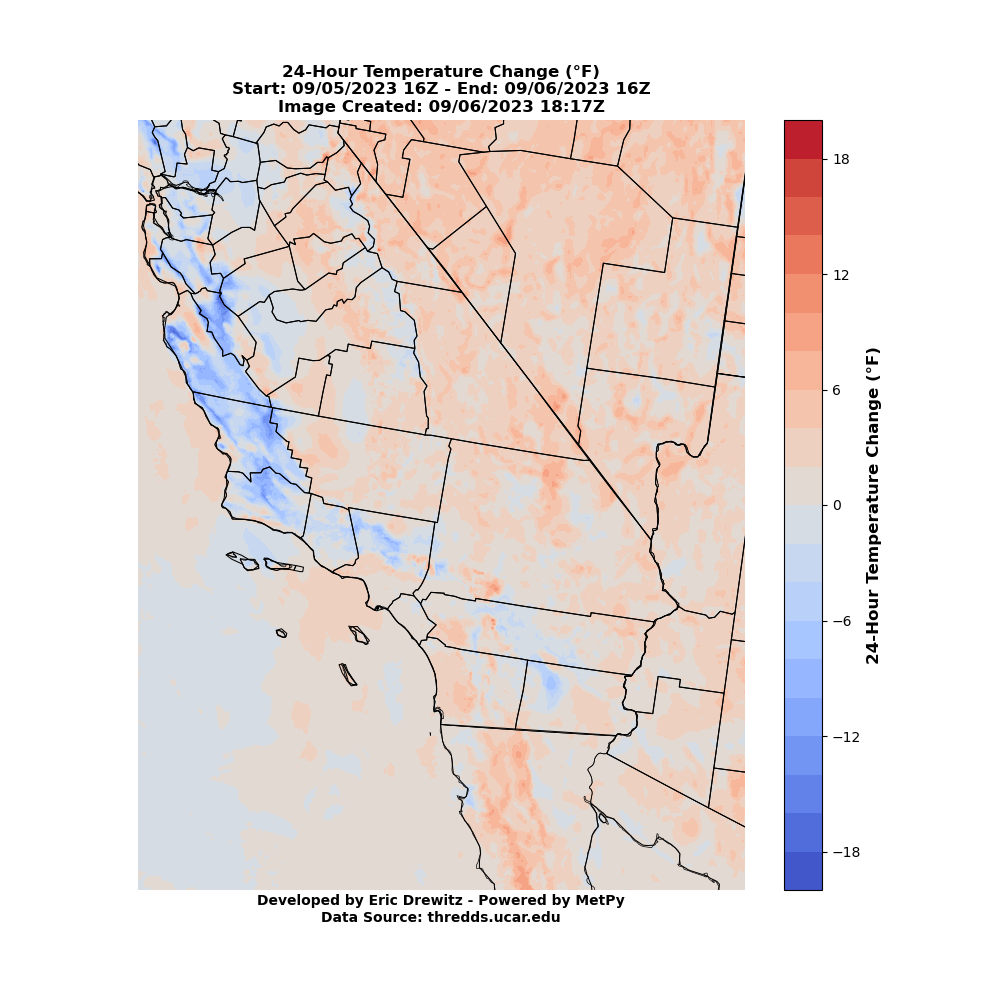 24-Hour Temperature Change (°F)
Start: 09/05/2023 16Z - End: 09/06/2023 16Z
Image Created: 09/06/2023 18:17Z
18
12
6
0
−6
−12
−18
24-Hour Temperature Change (°F)
Developed by Eric Drewitz - Powered by MetPy
Data Source: thredds.ucar.edu